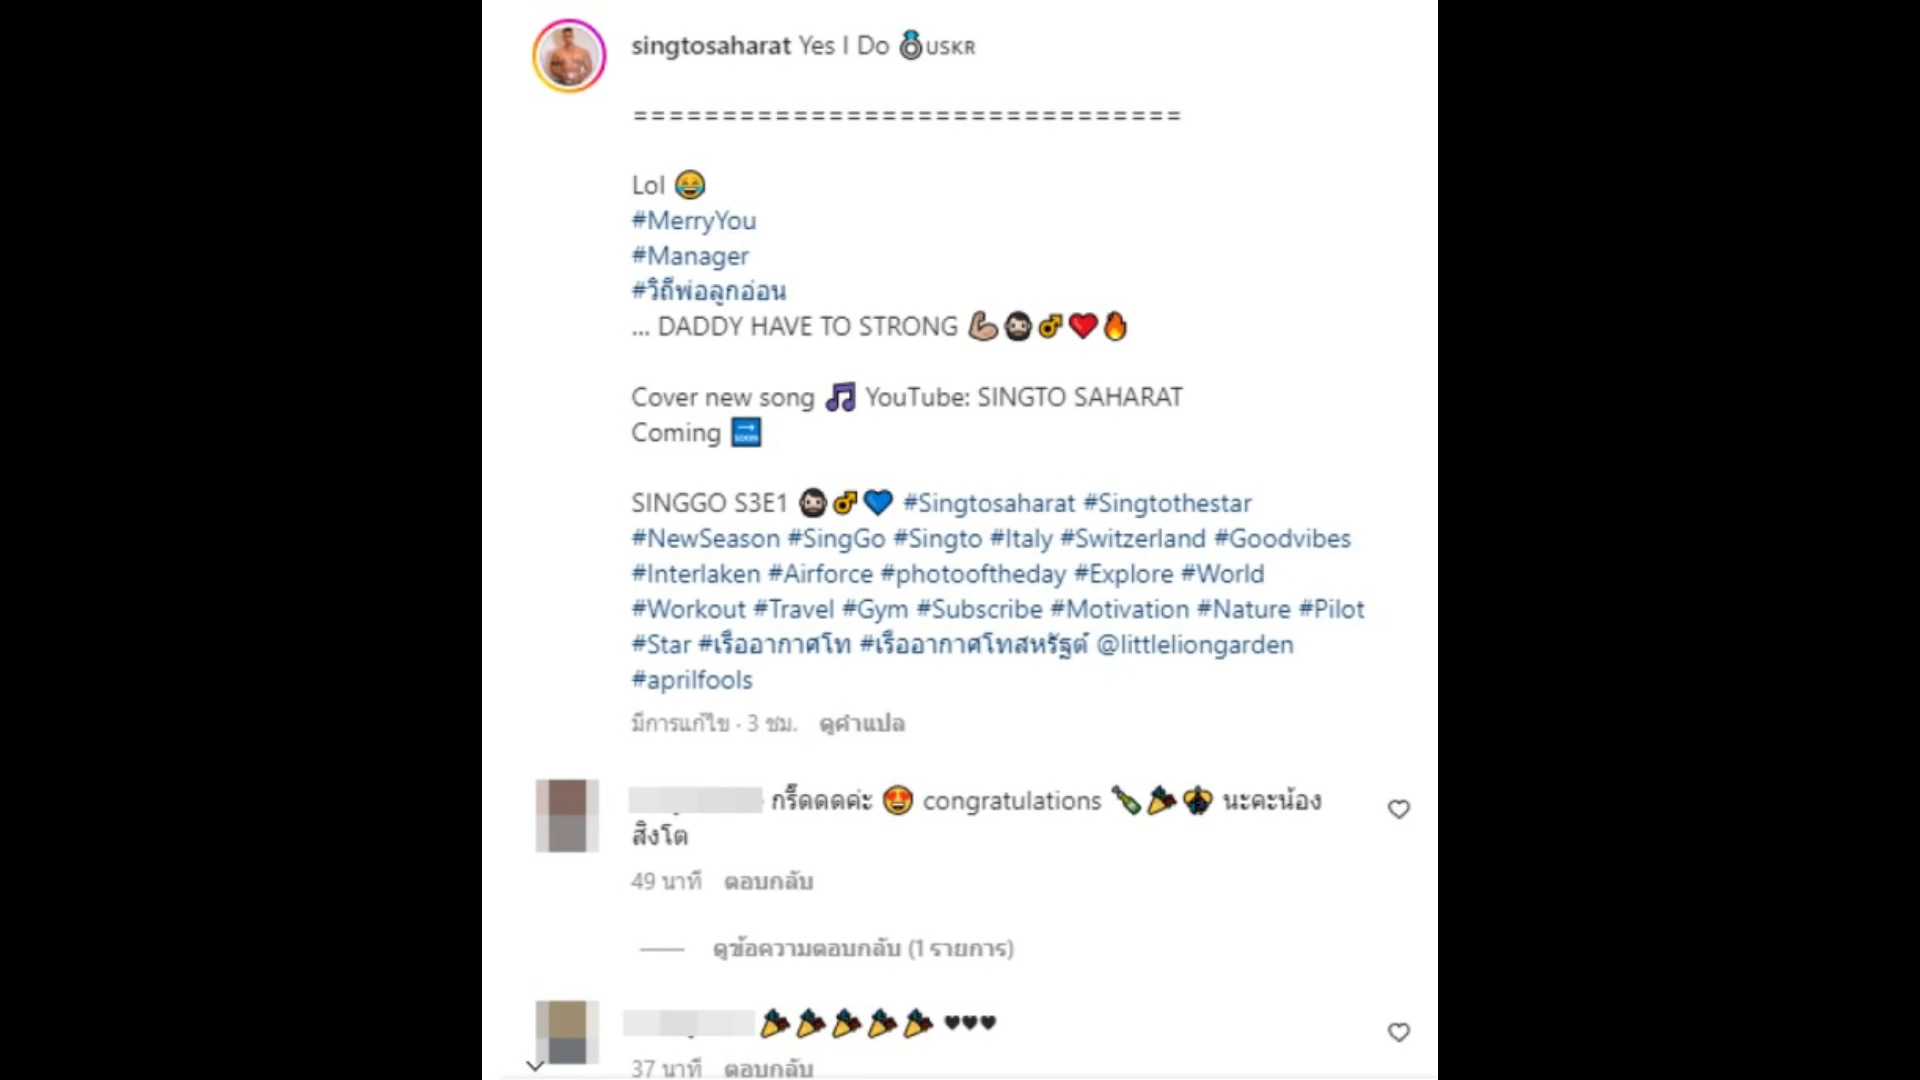 singtosaharat Yes I Do 💍USKR
===============================
Lol 😂
#MerryYou
#Manager
#วิถีพ่อลูกอ่อน
... DADDY HAVE TO STRONG 💪🏼🧔🏻♂️❤️🔥
Cover new song 🎵 YouTube: SINGTO SAHARAT
Coming 🔜
SINGGO S3E1 🧔🏻♂️💙 #Singtosaharat #Singtothestar
#NewSeason #SingGo #Singto #Italy #Switzerland #Goodvibes
#Interlaken #Airforce #photooftheday #Explore #World
#Workout #Travel #Gym #Subscribe #Motivation #Nature #Pilot
#Star #เรืออากาศโท #เรืออากาศโทสหรัฐต์ @littleliongarden
#aprilfools
มีการแก้ไข · 3 ชม. ดูคำแปล
กรี๊ดดดค่ะ 😍 congratulations 🍾🎉🎊 นะคะน้อง
สิงโต
49 นาที ตอบกลับ
ดูข้อความตอบกลับ (1 รายการ)
🎉🎉🎉🎉🎉 ♥♥♥
37 นาที ตอบกลับ